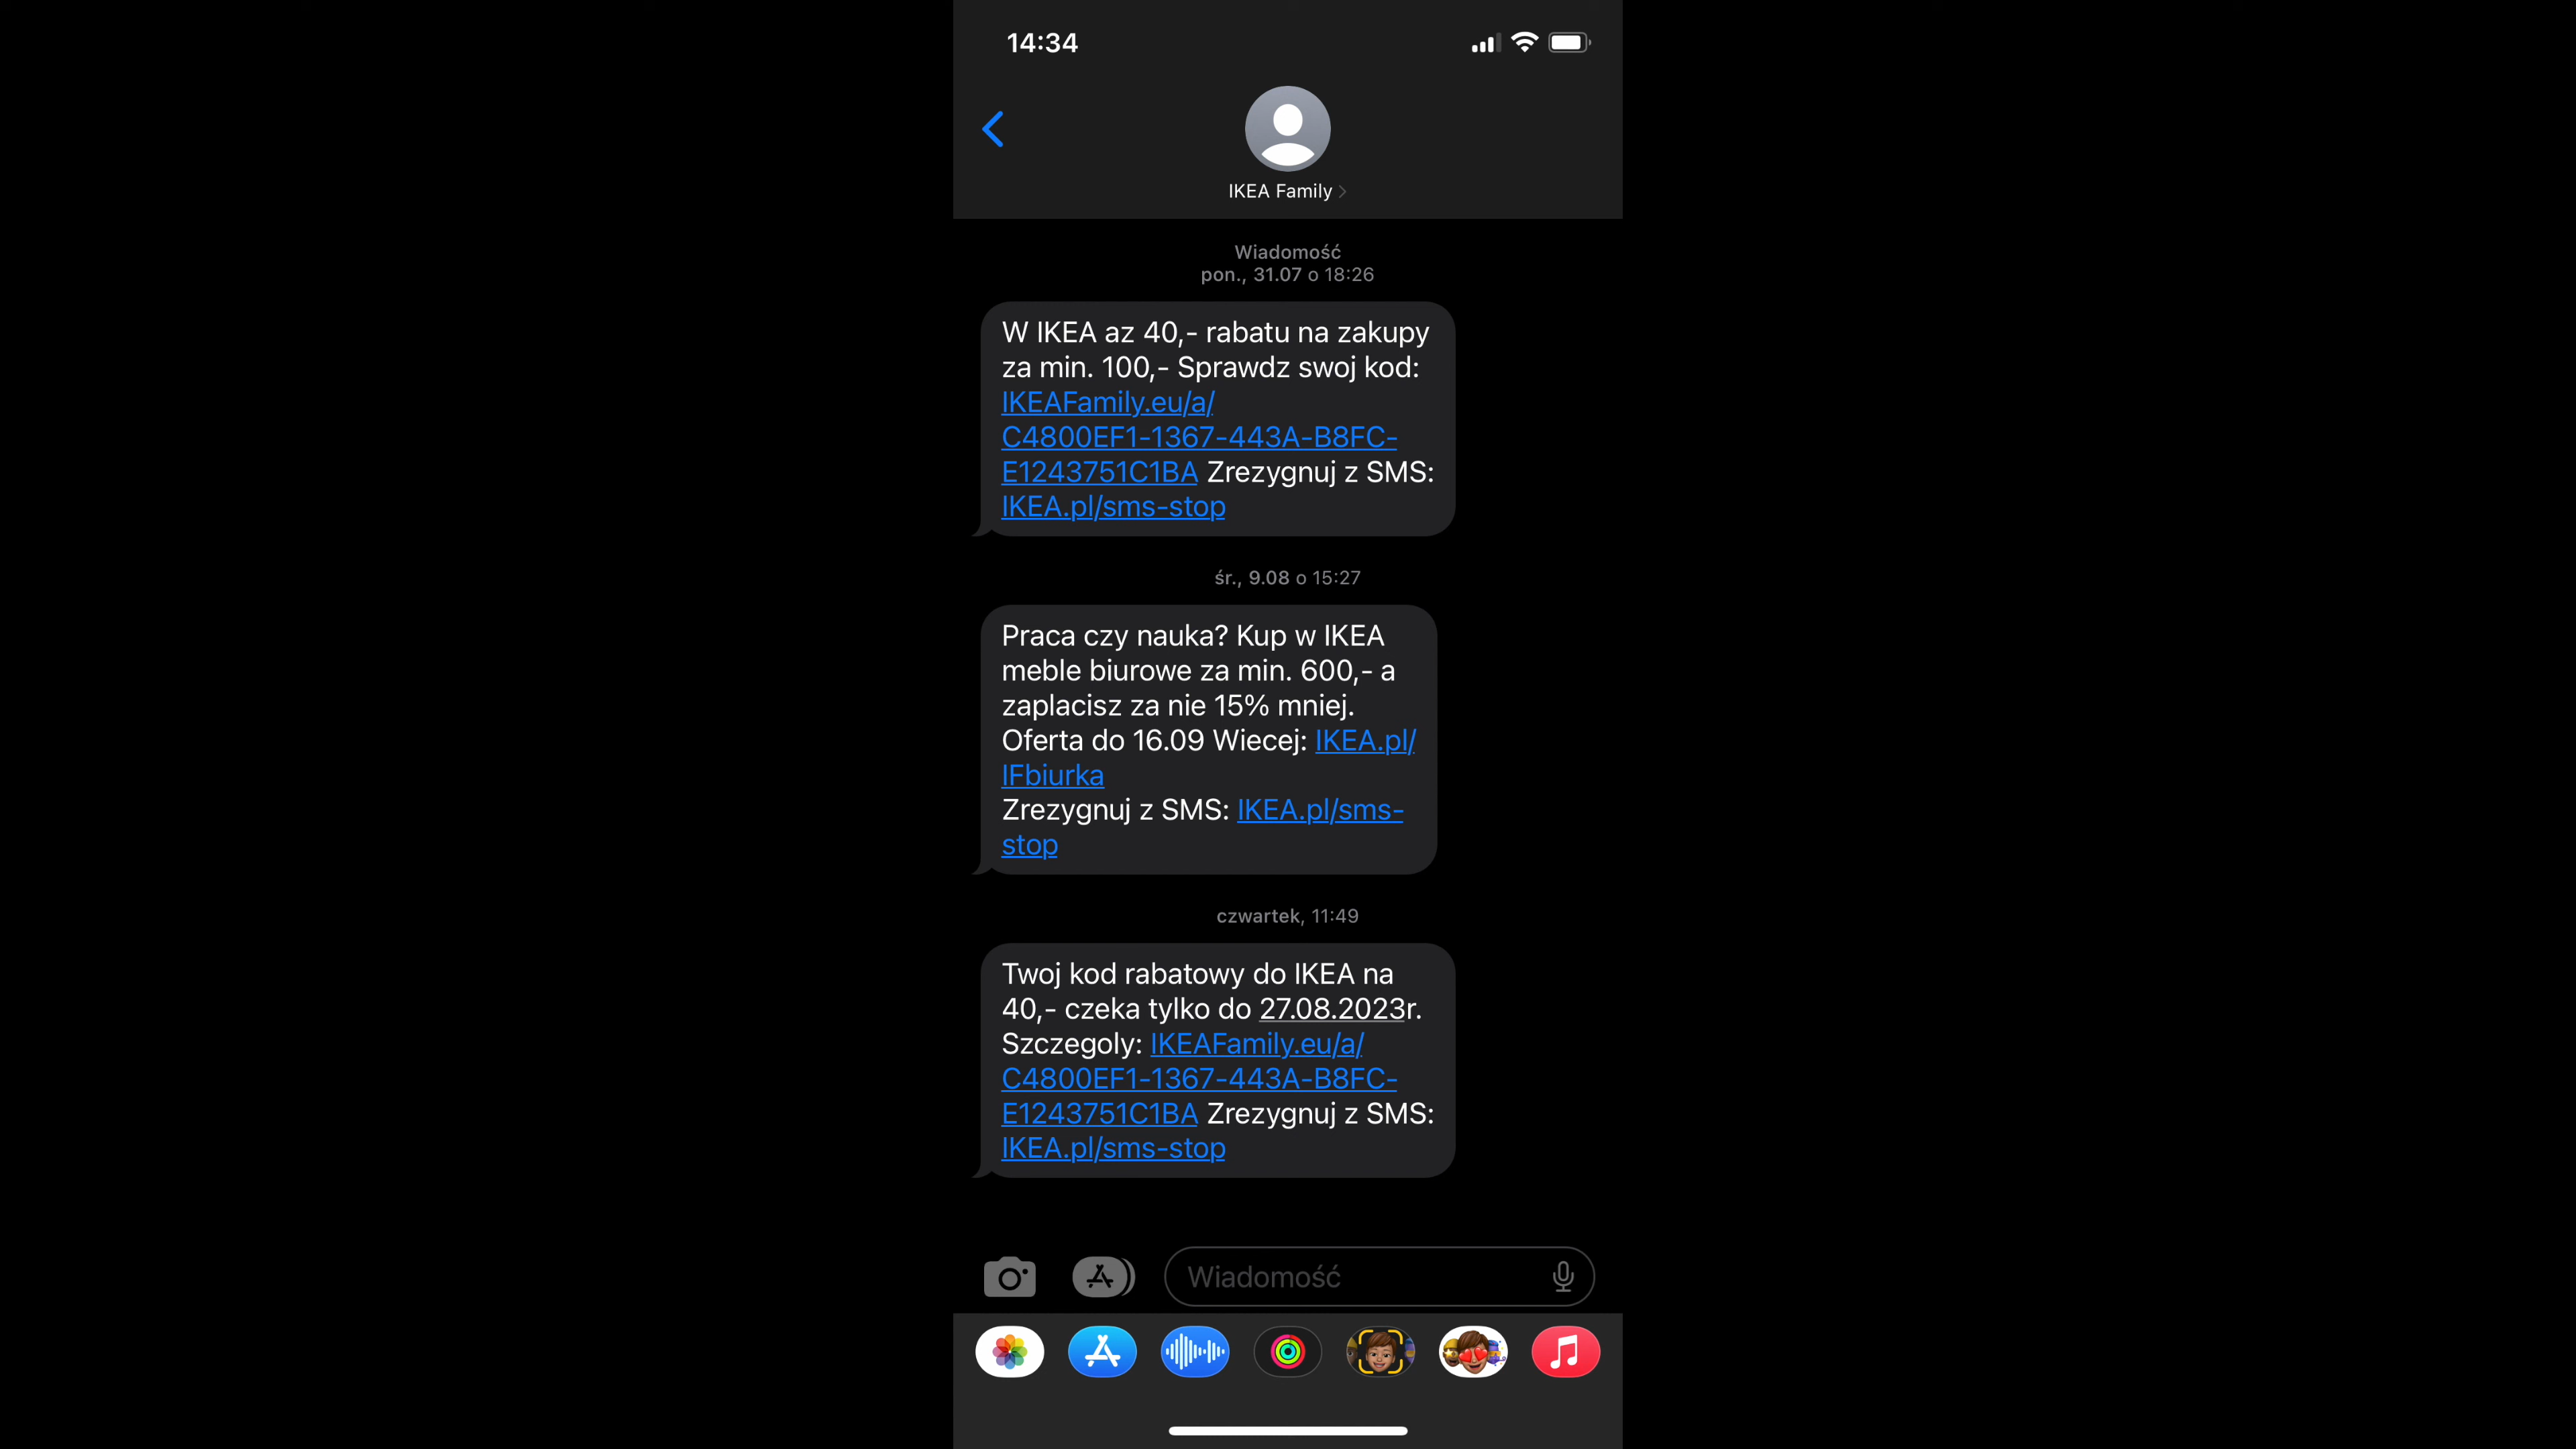 14:34
IKEA Family
Wiadomość
pon., 31.07 o 18:26
W IKEA az 40,- rabatu na zakupy
za min. 100,- Sprawdz swoj kod:
IKEAFamily.eu/a/
C4800EF1-1367-443A-B8FC-
E1243751C1BA Zrezygnuj z SMS:
IKEA.pl/sms-stop
śr., 9.08 o 15:27
Praca czy nauka? Kup w IKEA
meble biurowe za min. 600,- a
zaplacisz za nie 15% mniej.
Oferta do 16.09 Wiecej: IKEA.pl/
IFbiurka
Zrezygnuj z SMS: IKEA.pl/sms-
stop
czwartek, 11:49
Twoj kod rabatowy do IKEA na
40,- czeka tylko do 27.08.2023r.
Szczegoly: IKEAFamily.eu/a/
C4800EF1-1367-443A-B8FC-
E1243751C1BA Zrezygnuj z SMS:
IKEA.pl/sms-stop
Wiadomość